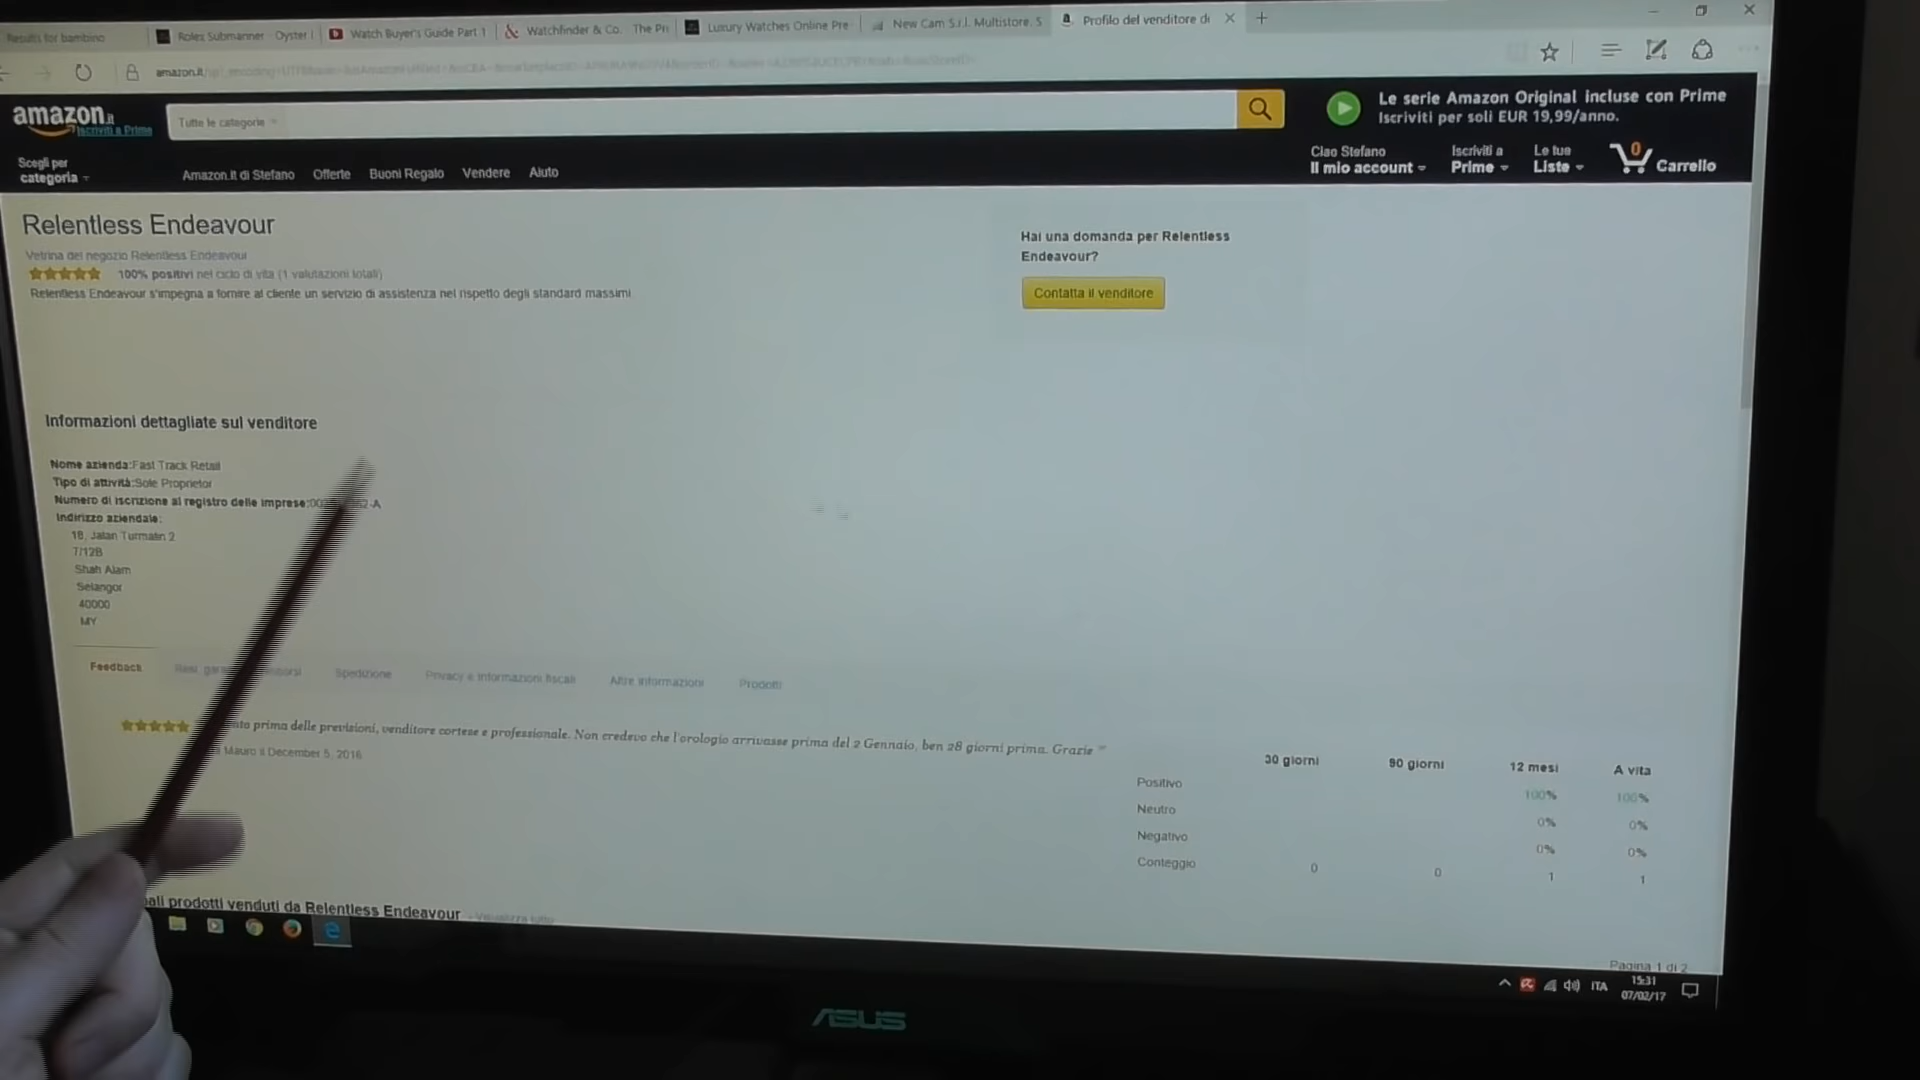 Results for bambino
Rolex Submariner - Oyster
Watch Buyer's Guide Part 1
Watchfinder & Co. The Pr
Luxury Watches Online Pre
New Cam S.r.l. Multistore. S
Profilo del venditore di
amazon.it
amazon.it
Iscriviti a Prime
Tutte le categorie
Le serie Amazon Original incluse con Prime
Iscriviti per soli EUR 19,99/anno.
Scegli per
categoria
Amazon.it di Stefano
Offerte
Buoni Regalo
Vendere
Aiuto
Ciao Stefano
Il mio account
Iscriviti a
Prime
Le tue
Liste
0
Carrello
Relentless Endeavour
Vetrina del negozio Relentless Endeavour
100% positivi nel ciclo di vita (1 valutazioni totali)
Relentless Endeavour s'impegna a fornire al cliente un servizio di assistenza nel rispetto degli standard massimi
Hai una domanda per Relentless
Endeavour?
Contatta il venditore
Informazioni dettagliate sul venditore
Nome azienda:Fast Track Retail
Tipo di attività:Sole Proprietor
Numero di iscrizione al registro delle imprese:
Indirizzo aziendale:
18, Jalan Turmalin 2
7/12B
Shah Alam
Selangor
40000
MY
Feedback
Spedizione
Privacy e informazioni fiscali
Altre informazioni
Prodotti
prima delle previsioni, venditore cortese e professionale. Non credevo che l'orologio arrivasse prima del 2 Gennaio, ben 28 giorni prima. Grazie "
Mauro il December 5, 2016
30 giorni 90 giorni 12 mesi A vita
Positivo 100% 100%
Neutro 0% 0%
Negativo 0% 0%
Conteggio 0 0 1 1
prodotti venduti da Relentless Endeavour - Visualizza tutto
Pagina 1 di 2
ITA
15:31
07/02/17
ASUS